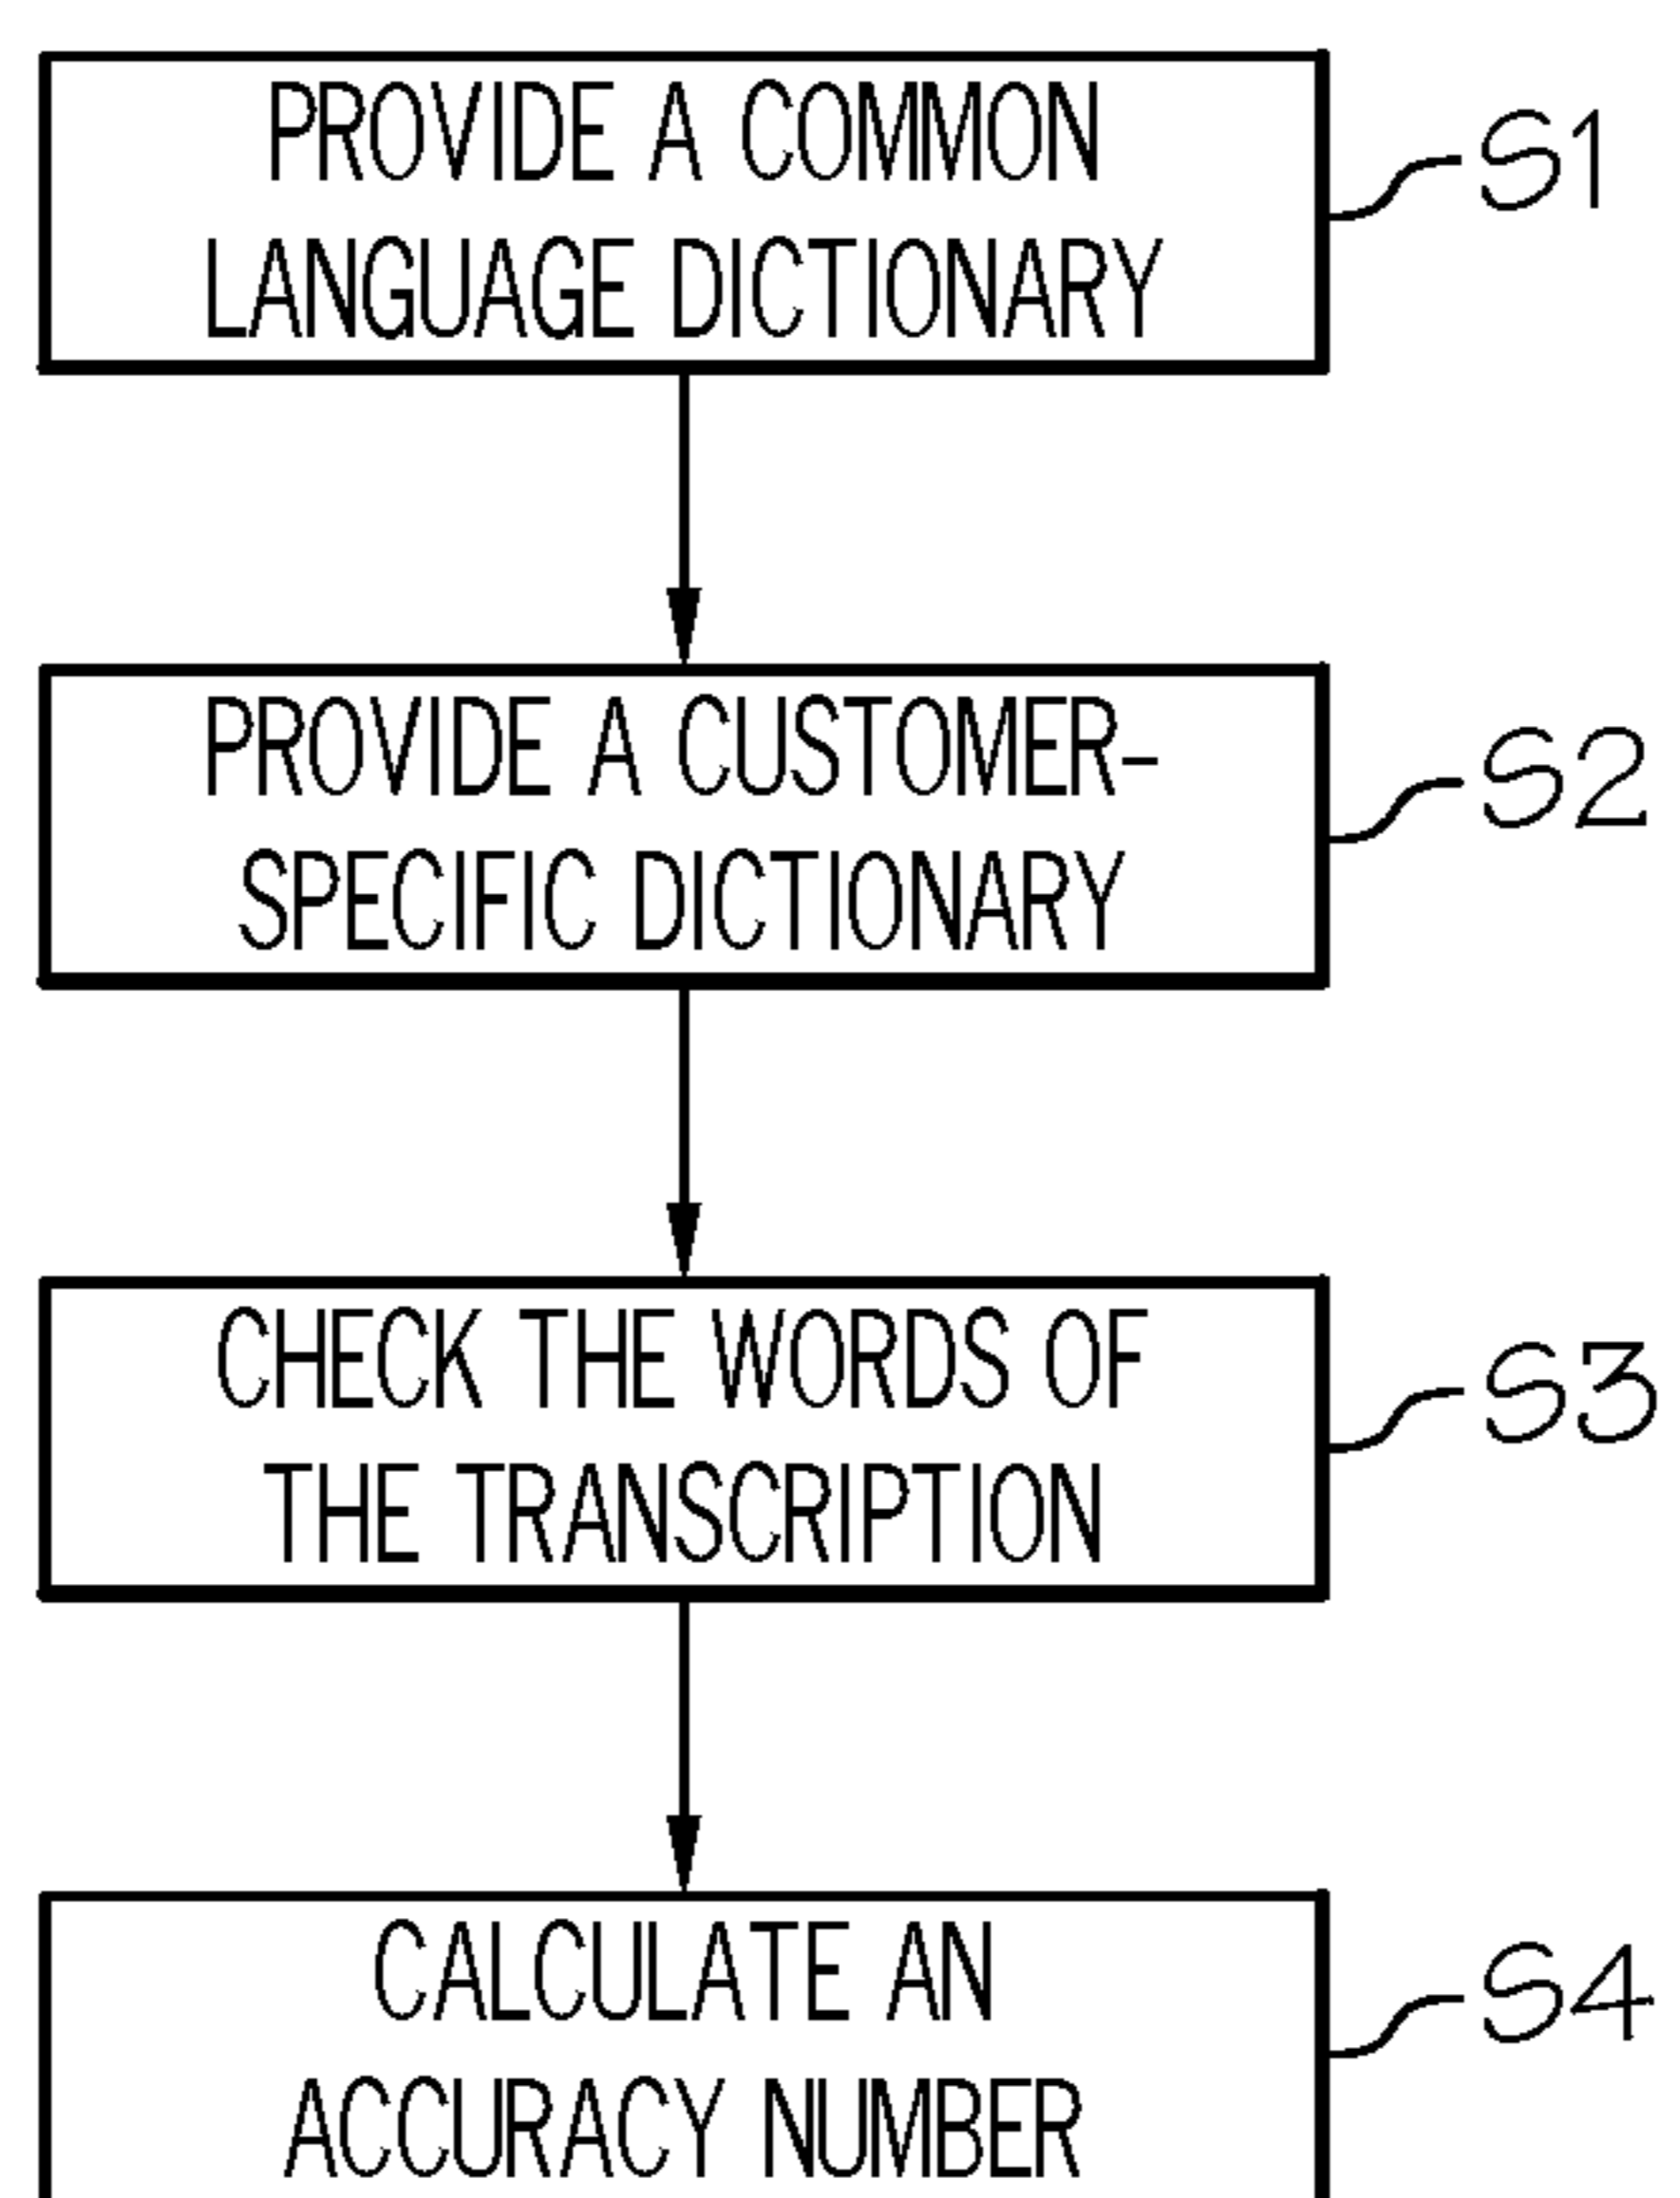 PROVIDE A COMMON
LANGUAGE DICTIONARY
S1
PROVIDE A CUSTOMER-
SPECIFIC DICTIONARY
S2
CHECK THE WORDS OF
THE TRANSCRIPTION
S3
CALCULATE AN
ACCURACY NUMBER
S4